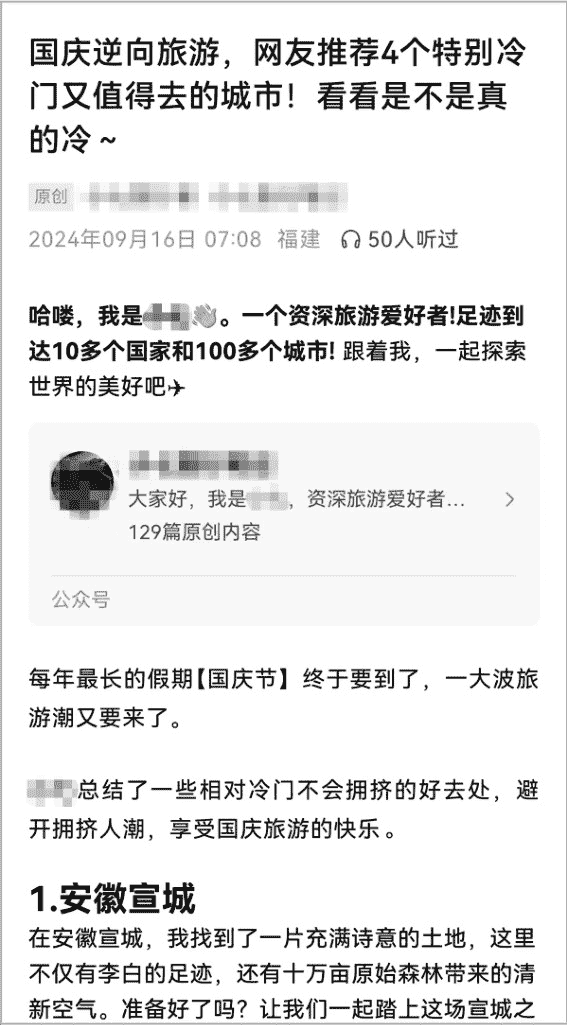 国庆逆向旅游，网友推荐4个特别冷
门又值得去的城市！看看是不是真
的冷～
原创
2024年09月16日 07:08 福建 50人听过
哈喽，我是👋。一个资深旅游爱好者!足迹到
达10多个国家和100多个城市! 跟着我，一起探索
世界的美好吧✈
大家好，我是，资深旅游爱好者...
129篇原创内容
公众号
每年最长的假期【国庆节】终于要到了，一大波旅
游潮又要来了。
总结了一些相对冷门不会拥挤的好去处，避
开拥挤人潮，享受国庆旅游的快乐。
1.安徽宣城
在安徽宣城，我找到了一片充满诗意的土地，这里
不仅有李白的足迹，还有十万亩原始森林带来的清
新空气。准备好了吗？让我们一起踏上这场宣城之